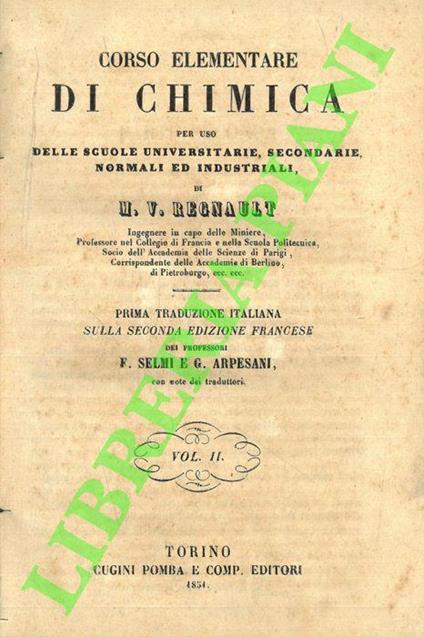 CORSO ELEMENTARE
DI CHIMICA
PER USO
DELLE SCUOLE UNIVERSITARIE, SECONDARIE,
NORMALI ED INDUSTRIALI,
DI
M. V. REGNAULT
Ingegnere in capo delle Miniere,
Professore nel Collegio di Francia e nella Scuola Politecnica,
Socio dell'Accademia delle Scienze di Parigi,
Corrispondente delle Accademie di Berlino,
di Pietroburgo, ecc. ecc.
PRIMA TRADUZIONE ITALIANA
SULLA SECONDA EDIZIONE FRANCESE
DEI PROFESSORI
F. SELMI E G. ARPESANI,
con note dei traduttori.
VOL. II.
TORINO
CUGINI POMBA E COMP. EDITORI
1851.
LIBRERIA PIANI